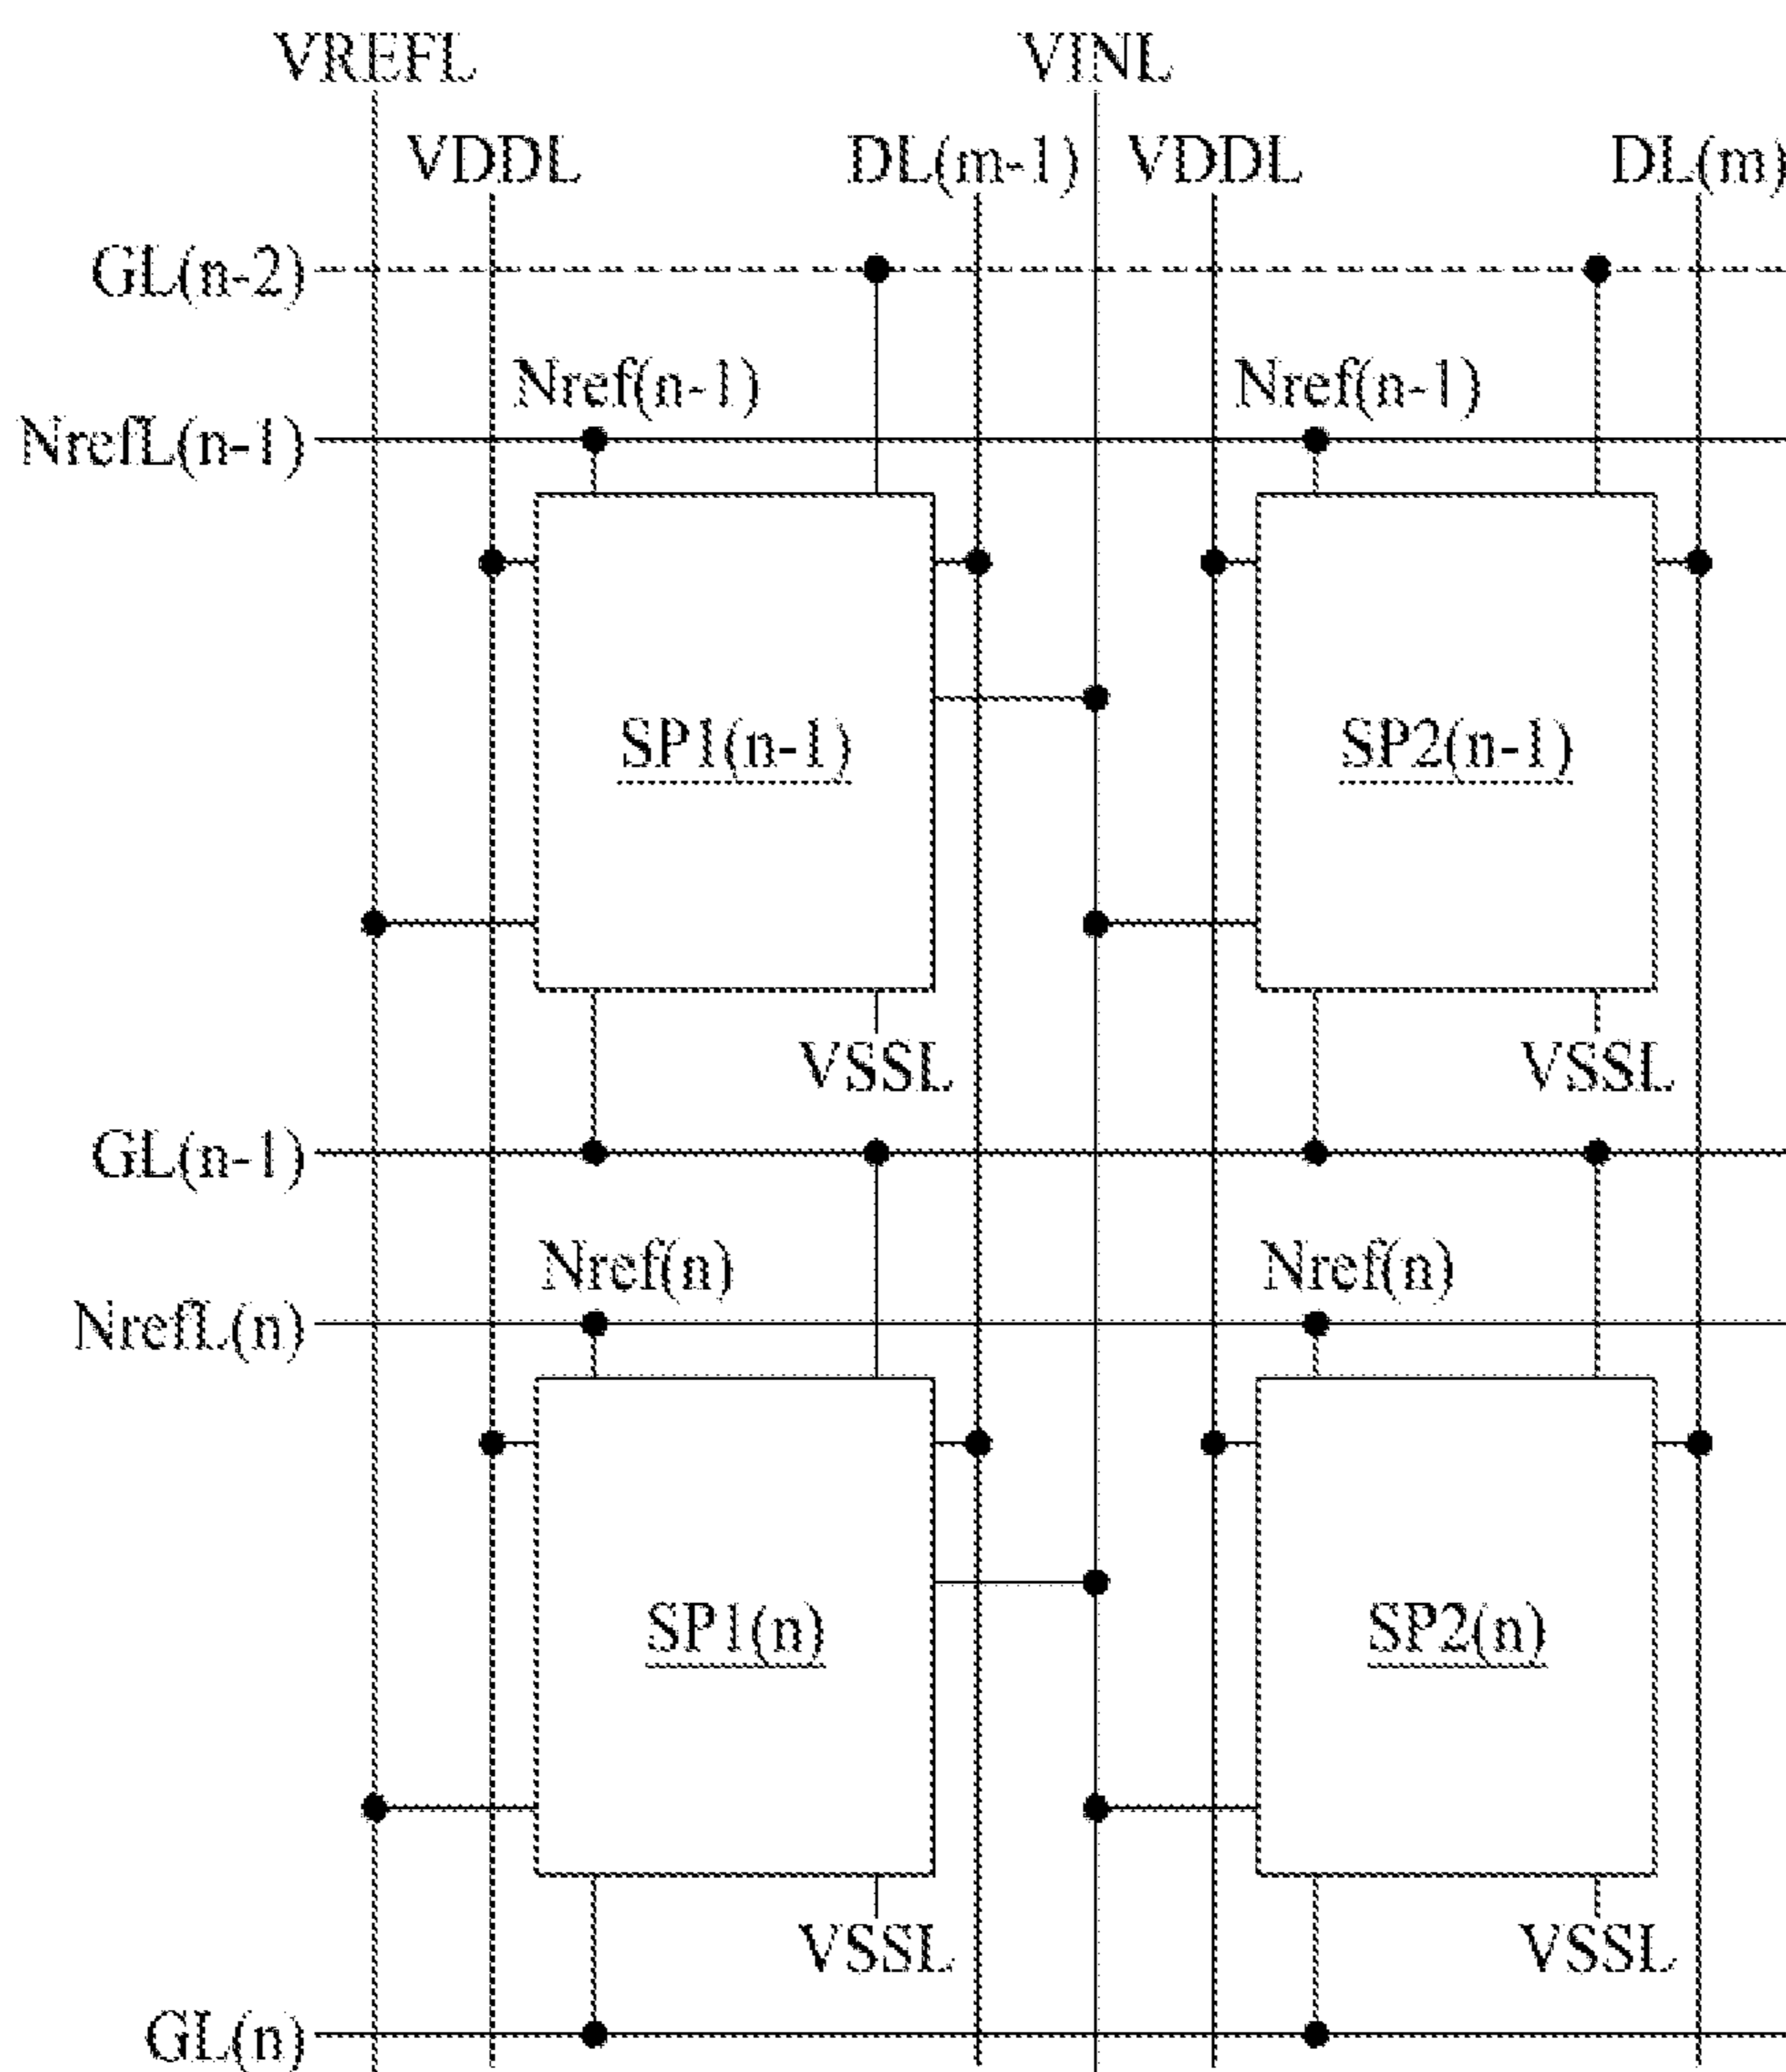 VREFL VINL
VDDL DL(m-1) VDDL DL(m)
GL(n-2)
Nref(n-1) Nref(n-1)
NrefL(n-1)
SP1(n-1) SP2(n-1)
VSSL VSSL
GL(n-1)
Nref(n) Nref(n)
NrefL(n)
SP1(n) SP2(n)
VSSL VSSL
GL(n)